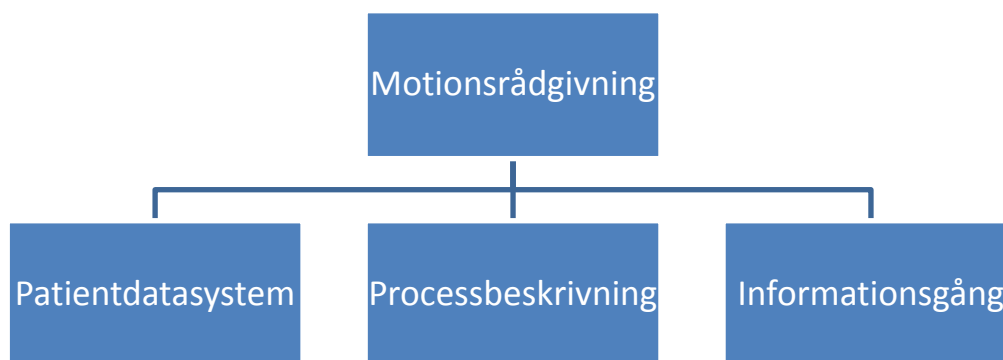 Motionsrådgivning
Patientdatasystem
Processbeskrivning
Informationsgång